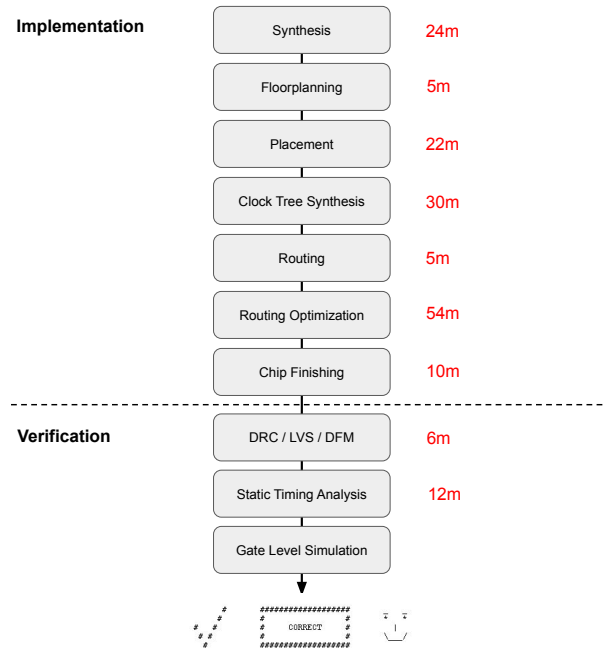 Implementation
Synthesis 24m
Floorplanning 5m
Placement 22m
Clock Tree Synthesis 30m
Routing 5m
Routing Optimization 54m
Chip Finishing 10m
Verification
DRC / LVS / DFM 6m
Static Timing Analysis 12m
Gate Level Simulation
# ################### _ _
# # # * *
# # # CORRECT # |
# # # # \___/
# ###################